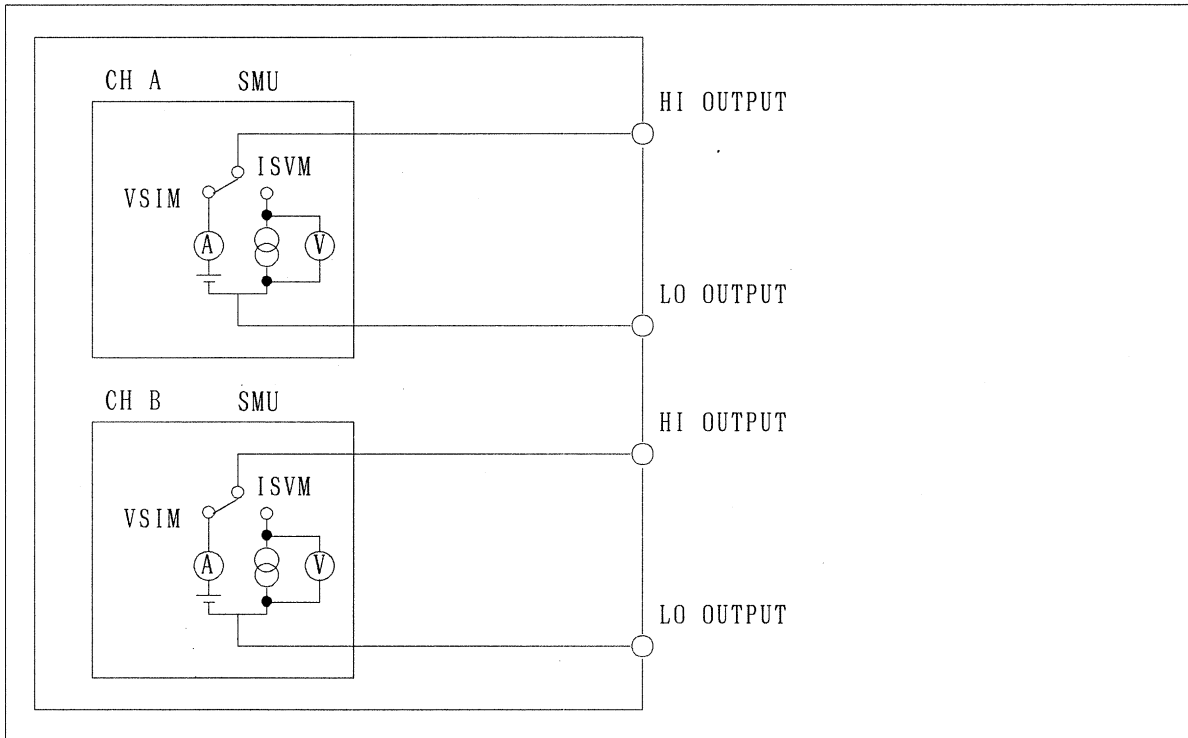 CH A SMU
HI OUTPUT
ISVM
VSIM
A
V
LO OUTPUT
CH B SMU
HI OUTPUT
ISVM
VSIM
A
V
LO OUTPUT